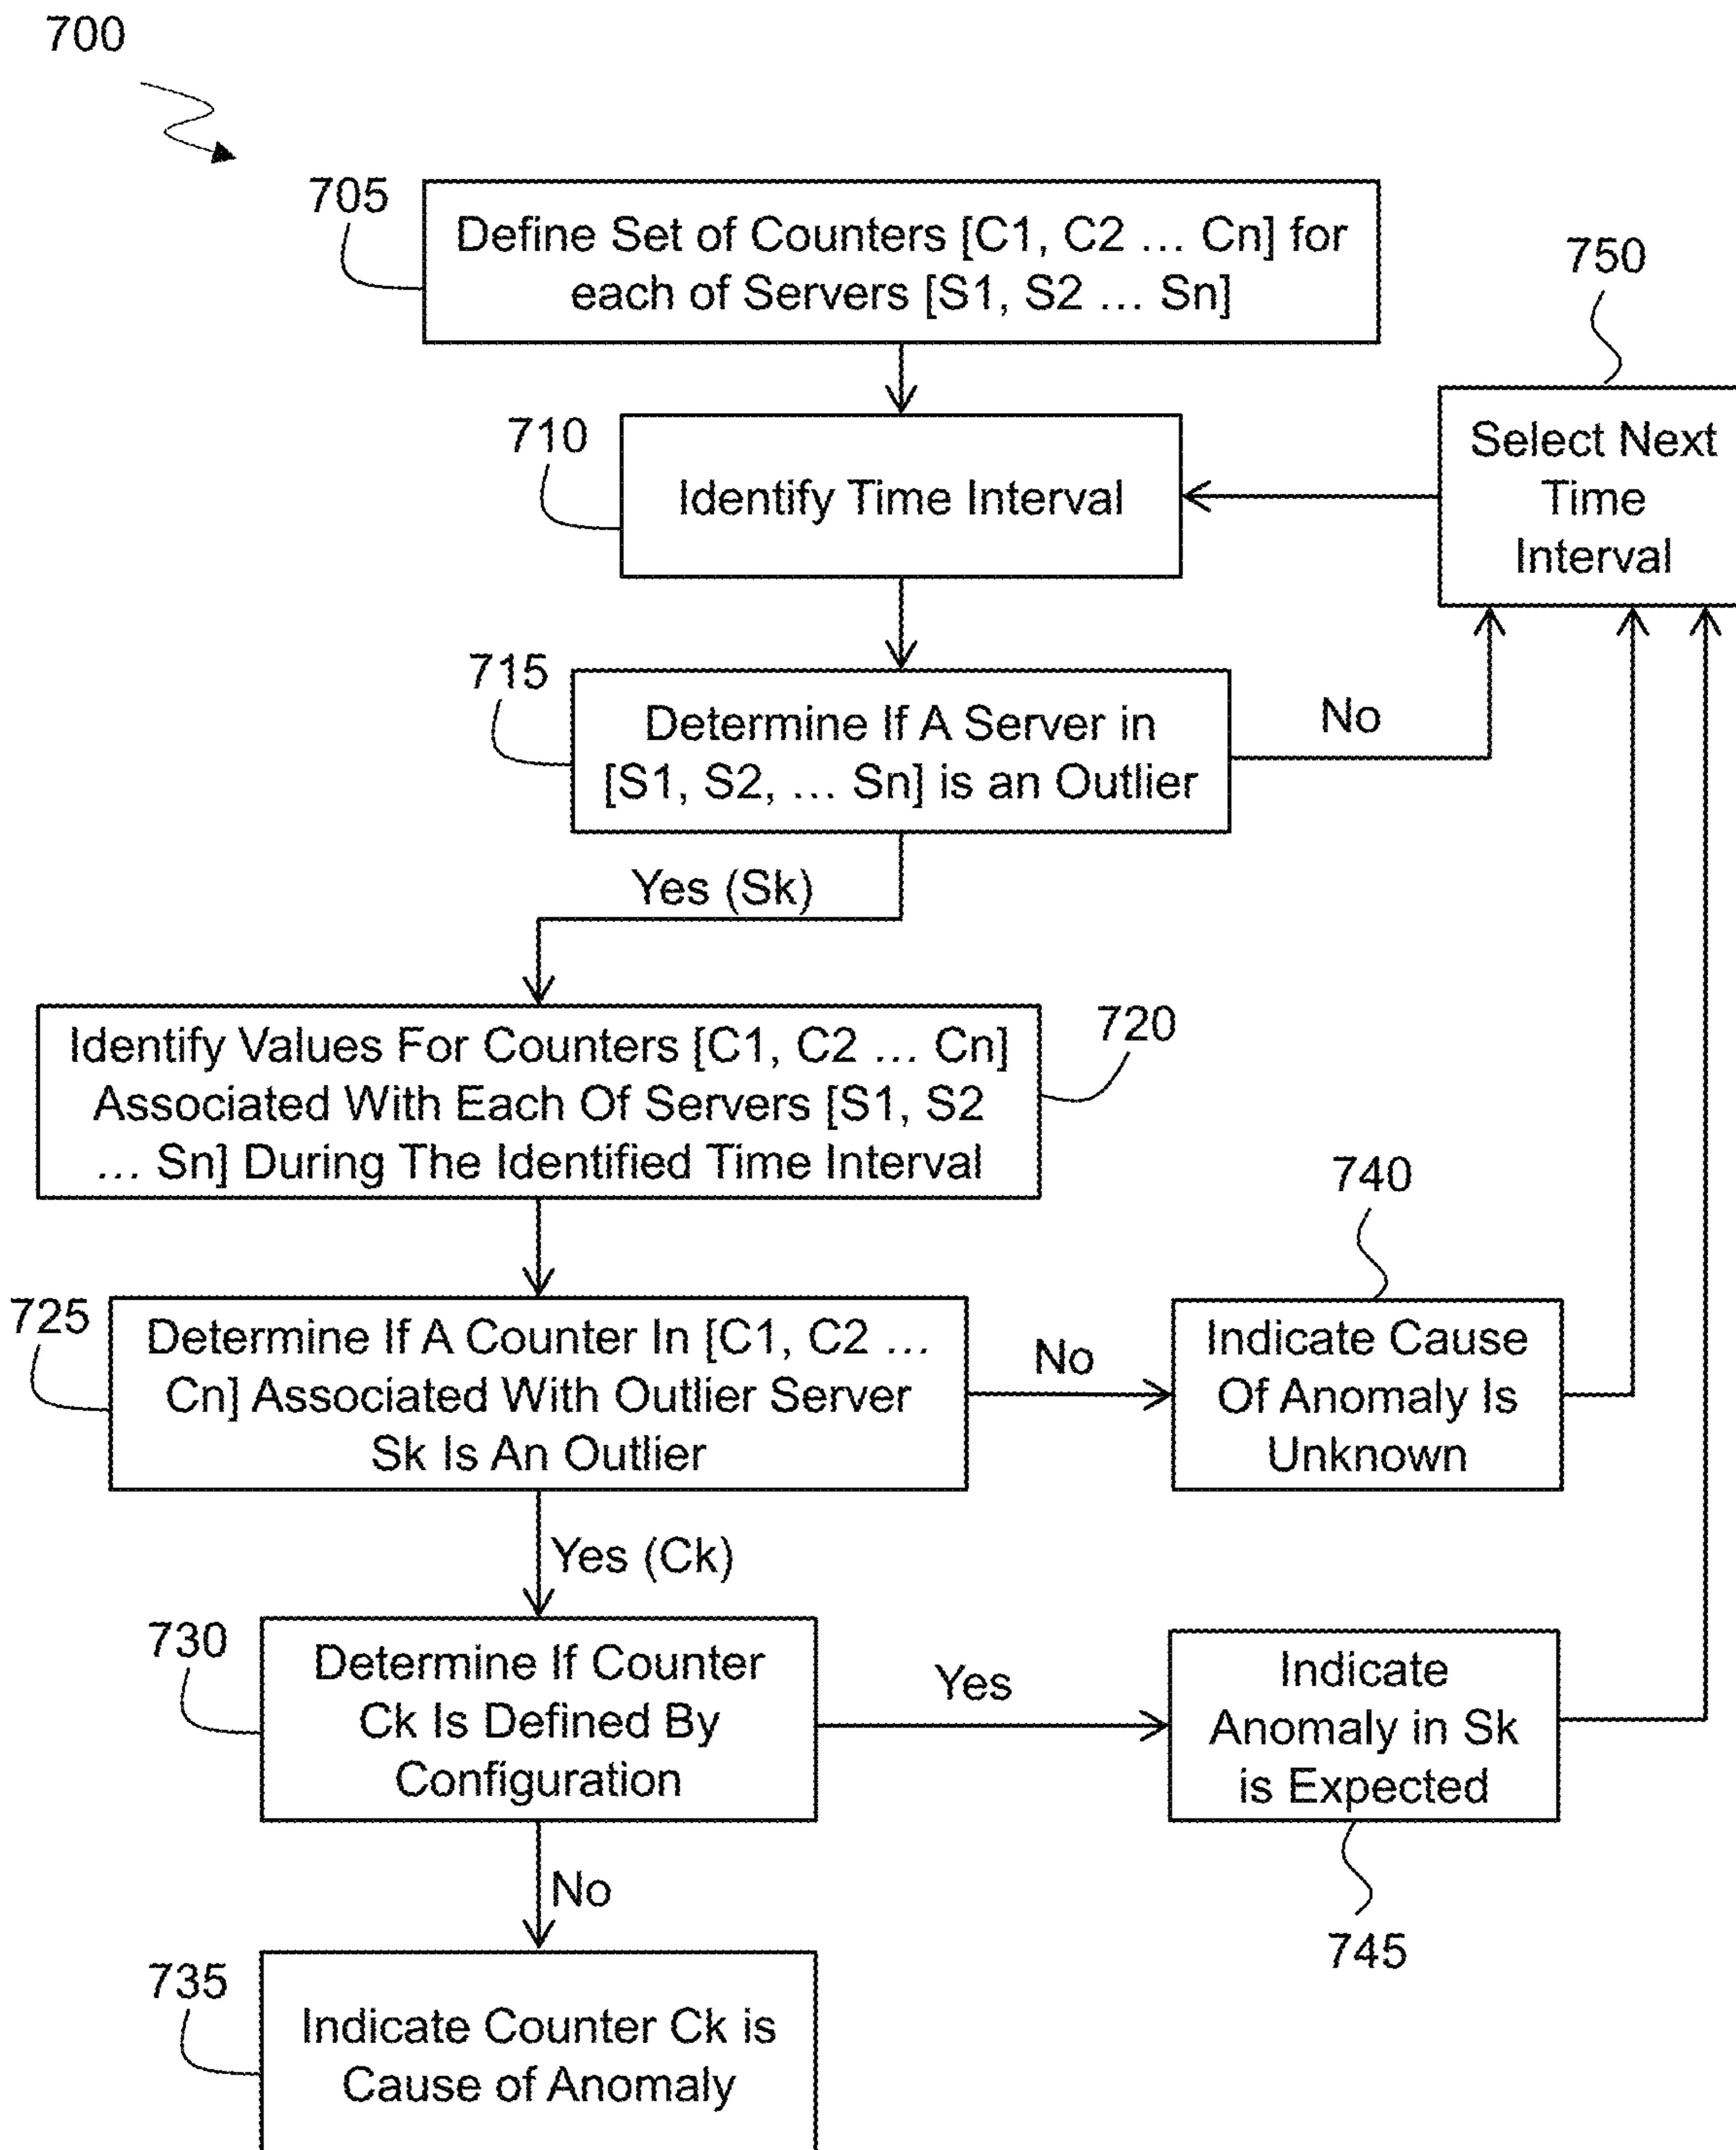 700
705
Define Set of Counters [C1, C2 ... Cn] for
each of Servers [S1, S2 ... Sn]
750
Select Next
Time
Interval
710
Identify Time Interval
715
Determine If A Server in
[S1, S2, ... Sn] is an Outlier
No
Yes (Sk)
720
Identify Values For Counters [C1, C2 ... Cn]
Associated With Each Of Servers [S1, S2
... Sn] During The Identified Time Interval
725
Determine If A Counter In [C1, C2 ...
Cn] Associated With Outlier Server
Sk Is An Outlier
No
740
Indicate Cause
Of Anomaly Is
Unknown
Yes (Ck)
730
Determine If Counter
Ck Is Defined By
Configuration
Yes
Indicate
Anomaly in Sk
is Expected
745
No
735
Indicate Counter Ck is
Cause of Anomaly